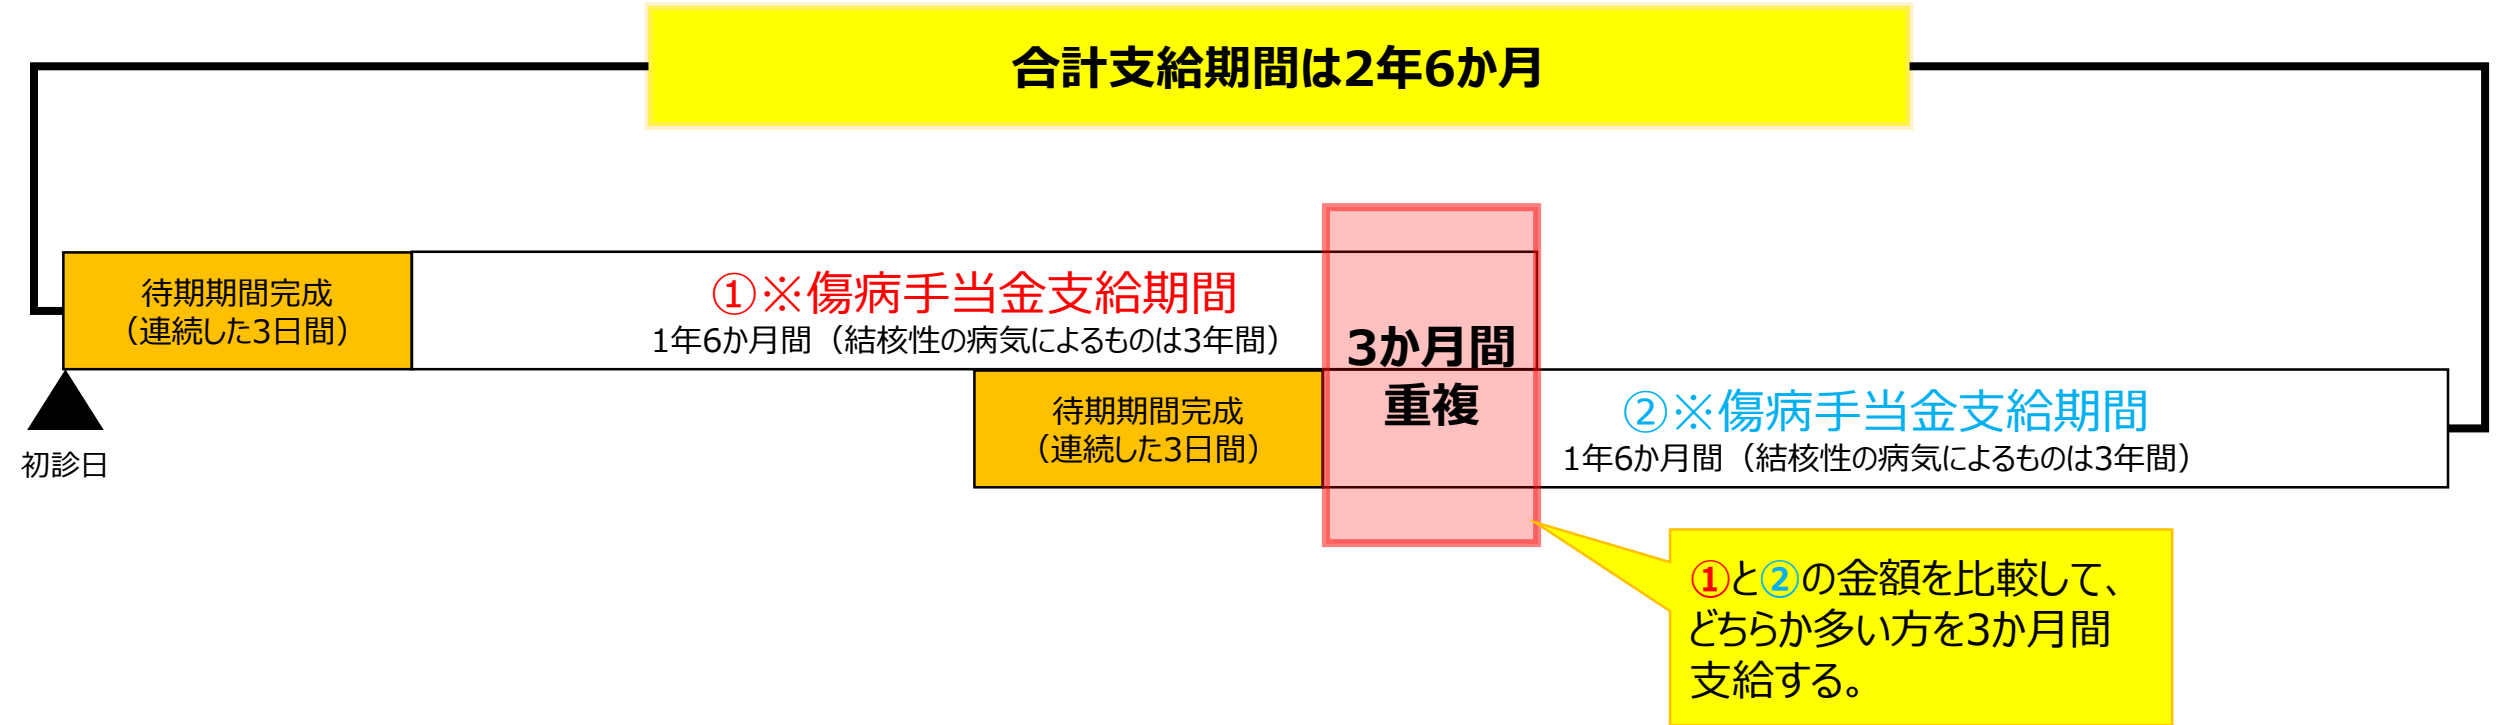 合計支給期間は2年6か月
待期期間完成
（連続した3日間）
①※傷病手当金支給期間
1年6か月間（結核性の病気によるものは3年間）
3か月間
重複
待期期間完成
（連続した3日間）
②※傷病手当金支給期間
1年6か月間（結核性の病気によるものは3年間）
初診日
①と②の金額を比較して、
どちらか多い方を3か月間
支給する。